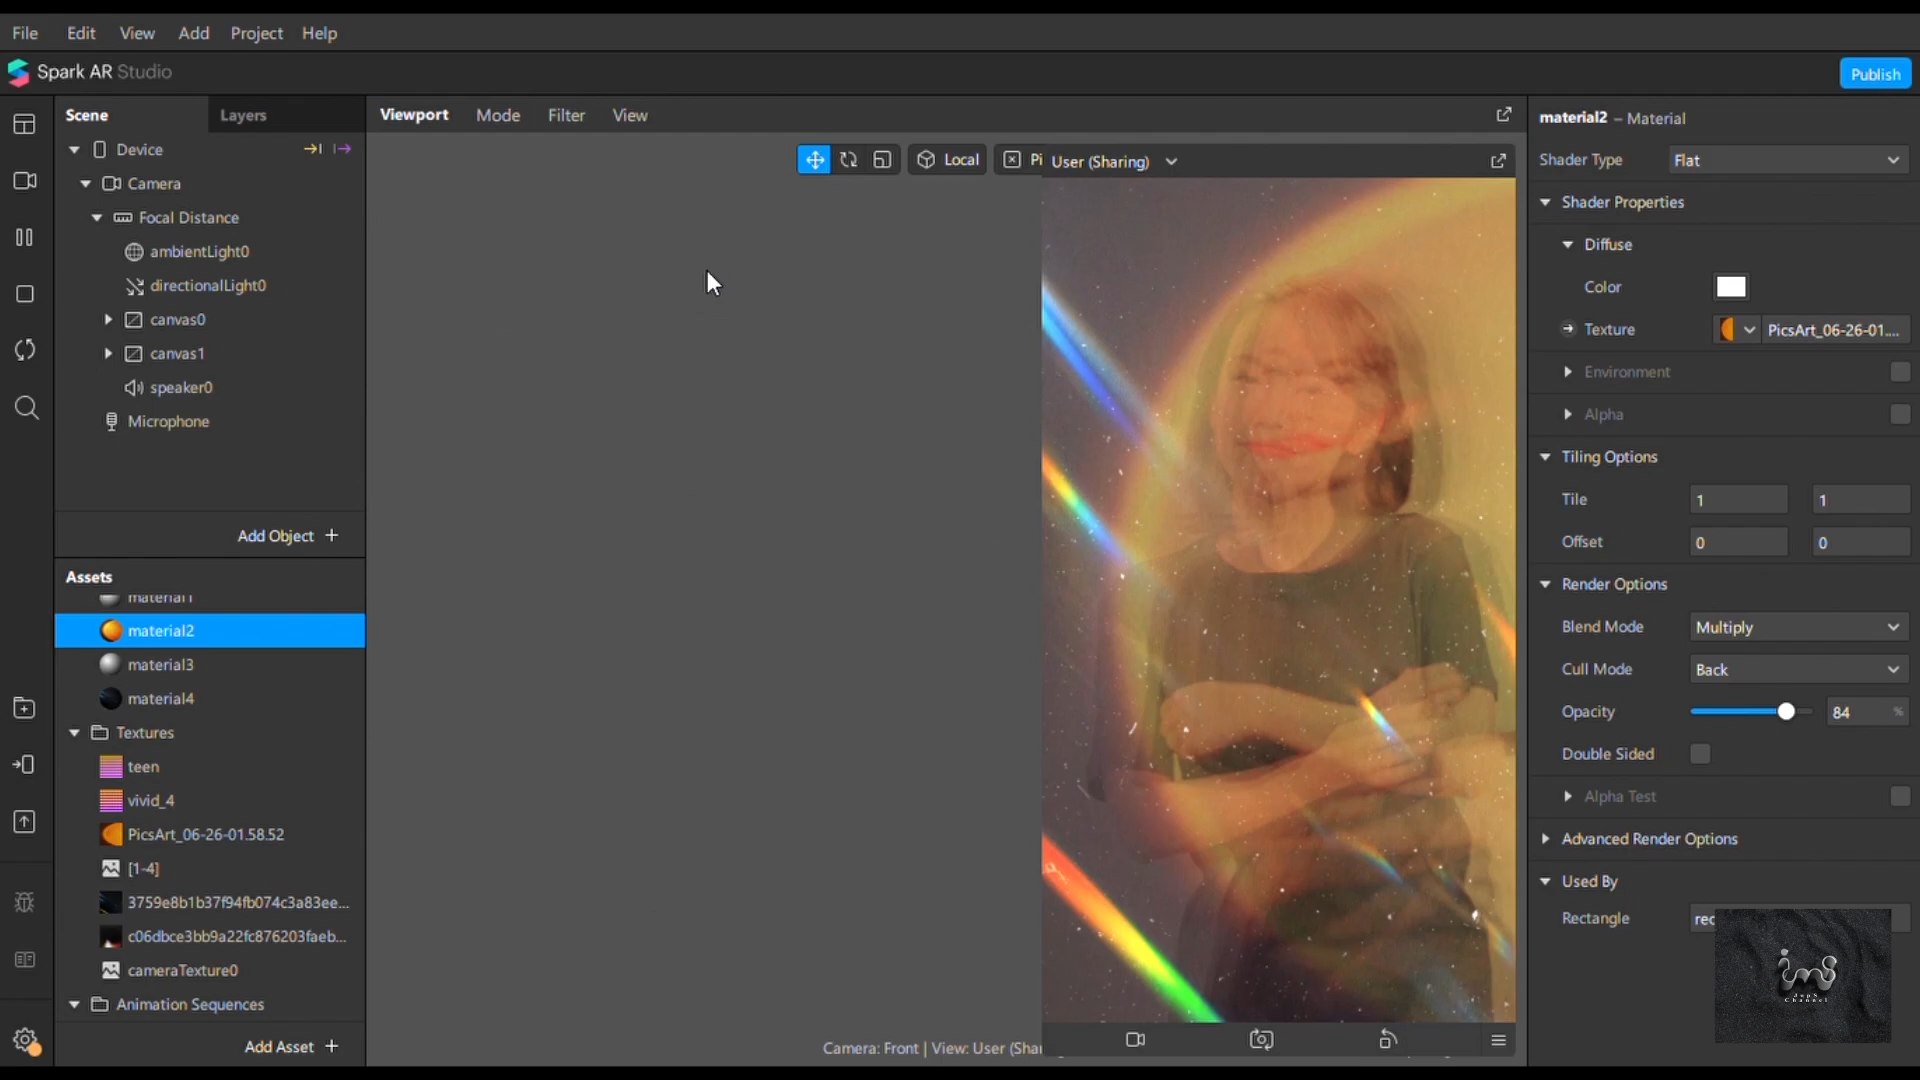 File Edit View Add Project Help
Spark AR Studio
Publish
Scene Layers
Device
Camera
Focal Distance
ambientLight0
directionalLight0
canvas0
canvas1
speaker0
Microphone
Add Object +
Assets
material1
material2
material3
material4
Textures
teen
vivid_4
PicsArt_06-26-01.58.52
[1-4]
3759e8b1b37f94fb074c3a83ee...
c06dbce3bb9a22fc876203faeb...
cameraTexture0
Animation Sequences
Add Asset +
Viewport Mode Filter View
Local Pi
User (Sharing)
Camera: Front | View: User (Shar
material2 – Material
Shader Type Flat
Shader Properties
Diffuse
Color
Texture PicsArt_06-26-01....
Environment
Alpha
Tiling Options
Tile 1 1
Offset 0 0
Render Options
Blend Mode Multiply
Cull Mode Back
Opacity 84 %
Double Sided
Alpha Test
Advanced Render Options
Used By
Rectangle rec
Channel